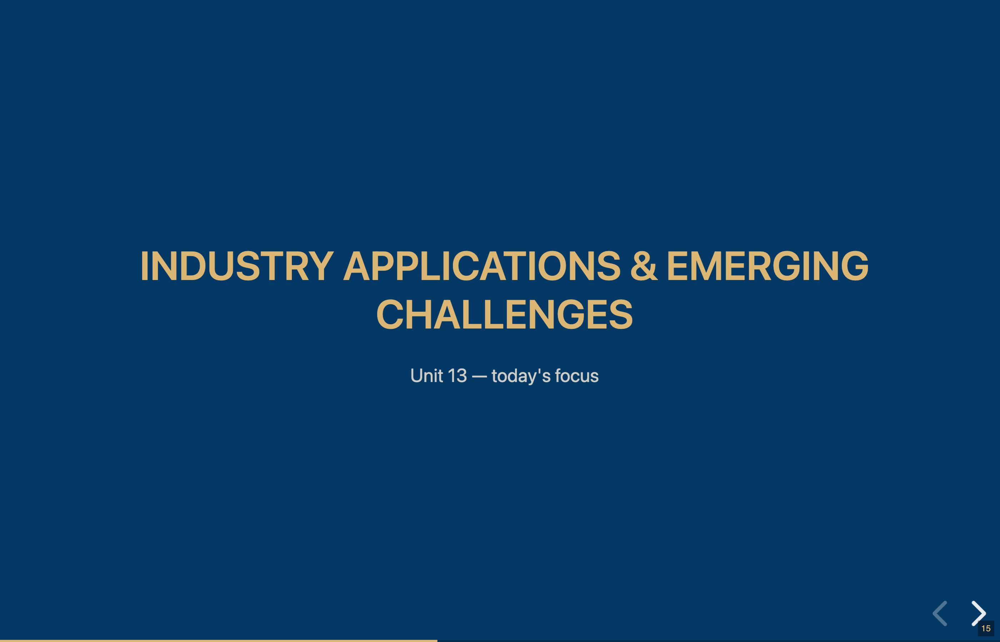 INDUSTRY APPLICATIONS & EMERGING
CHALLENGES
Unit 13 — today's focus
15